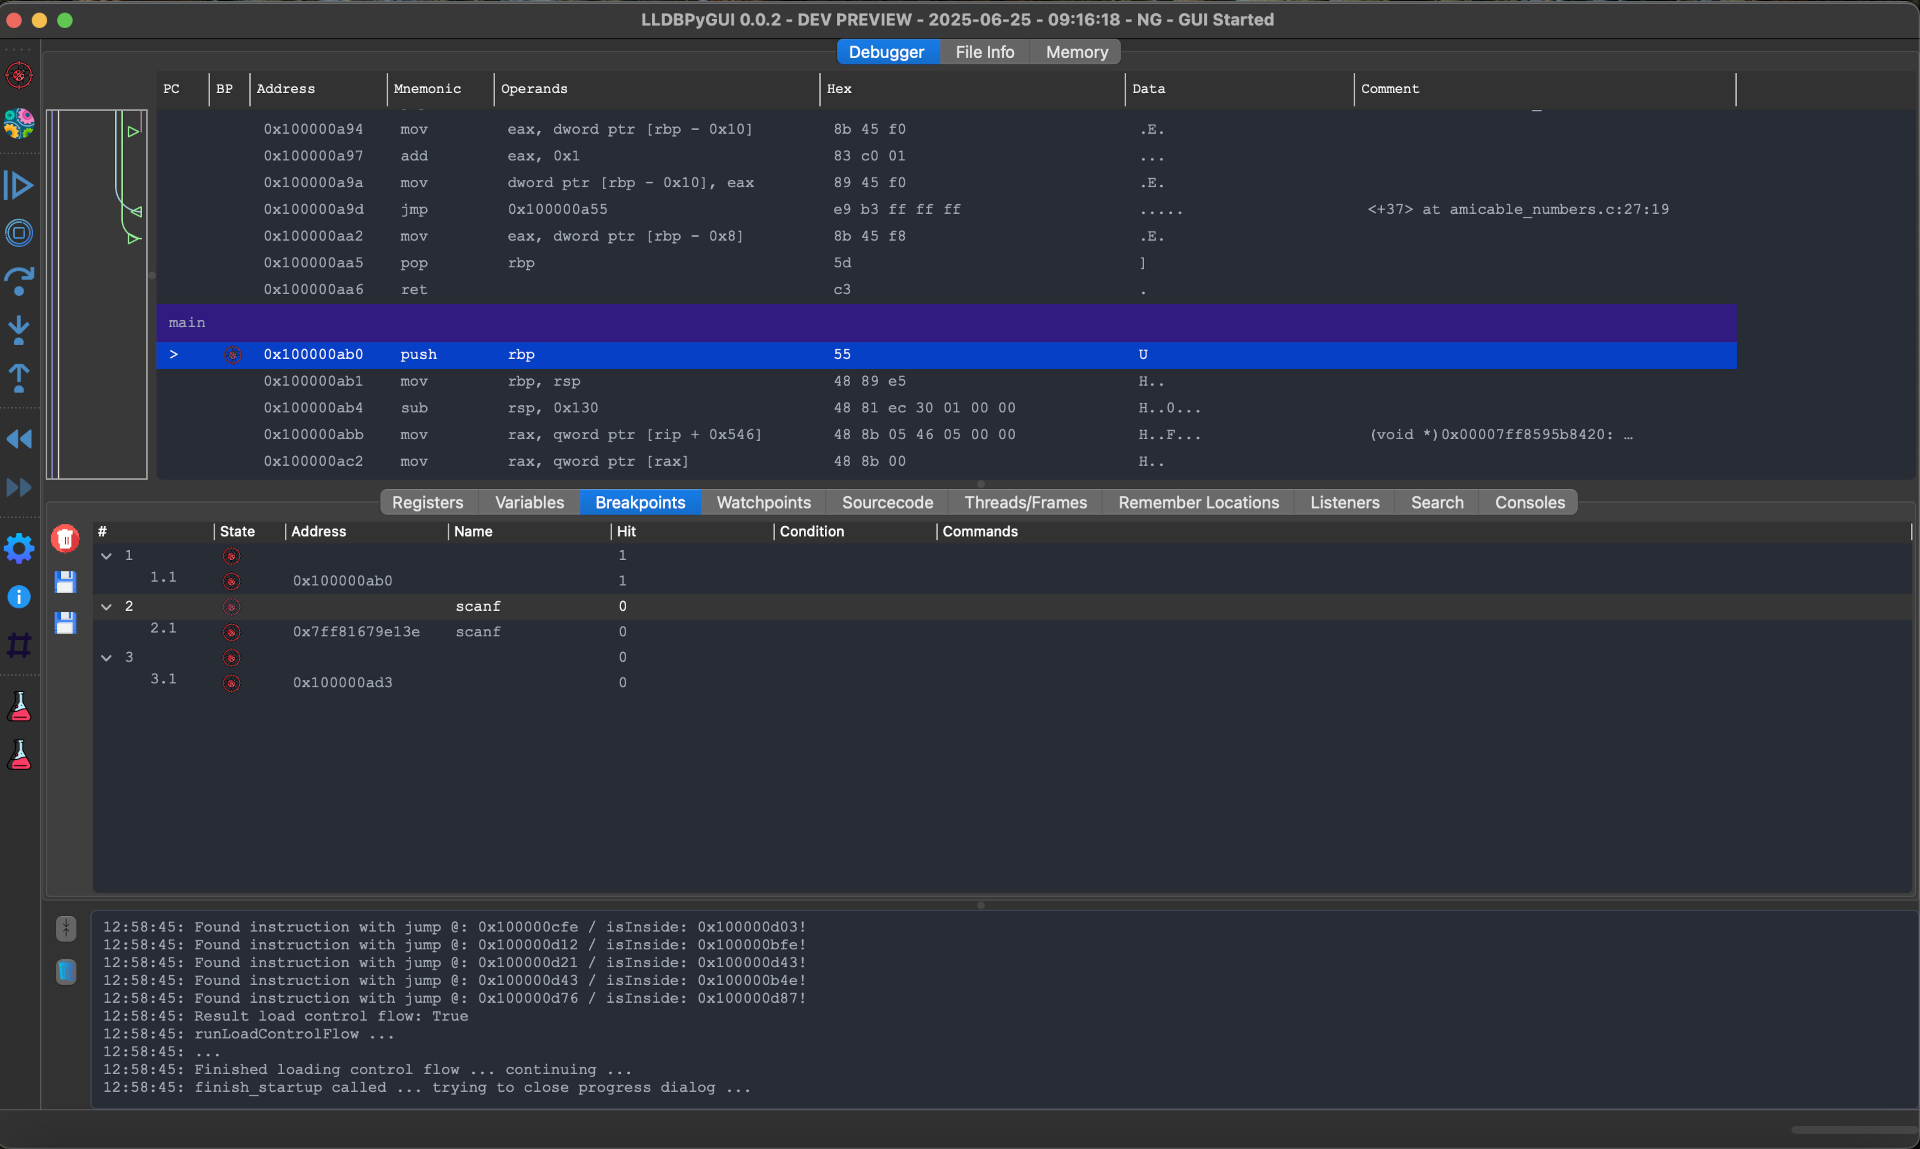 LLDBPyGUI 0.0.2 - DEV PREVIEW - 2025-06-25 - 09:16:18 - NG - GUI Started
Debugger File Info Memory
PC BP Address Mnemonic Operands Hex Data Comment
0x100000a94 mov eax, dword ptr [rbp - 0x10] 8b 45 f0 .E.
0x100000a97 add eax, 0x1 83 c0 01 ...
0x100000a9a mov dword ptr [rbp - 0x10], eax 89 45 f0 .E.
0x100000a9d jmp 0x100000a55 e9 b3 ff ff ff ..... <+37> at amicable_numbers.c:27:19
0x100000aa2 mov eax, dword ptr [rbp - 0x8] 8b 45 f8 .E.
0x100000aa5 pop rbp 5d ]
0x100000aa6 ret c3 .
main
> 0x100000ab0 push rbp 55 U
0x100000ab1 mov rbp, rsp 48 89 e5 H..
0x100000ab4 sub rsp, 0x130 48 81 ec 30 01 00 00 H..0...
0x100000abb mov rax, qword ptr [rip + 0x546] 48 8b 05 46 05 00 00 H..F... (void *)0x00007ff8595b8420: …
0x100000ac2 mov rax, qword ptr [rax] 48 8b 00 H..
Registers Variables Breakpoints Watchpoints Sourcecode Threads/Frames Remember Locations Listeners Search Consoles
# State Address Name Hit Condition Commands
1 1
1.1 0x100000ab0 1
2 scanf 0
2.1 0x7ff81679e13e scanf 0
3 0
3.1 0x100000ad3 0
12:58:45: Found instruction with jump @: 0x100000cfe / isInside: 0x100000d03!
12:58:45: Found instruction with jump @: 0x100000d12 / isInside: 0x100000bfe!
12:58:45: Found instruction with jump @: 0x100000d21 / isInside: 0x100000d43!
12:58:45: Found instruction with jump @: 0x100000d43 / isInside: 0x100000b4e!
12:58:45: Found instruction with jump @: 0x100000d76 / isInside: 0x100000d87!
12:58:45: Result load control flow: True
12:58:45: runLoadControlFlow ...
12:58:45: ...
12:58:45: Finished loading control flow ... continuing ...
12:58:45: finish_startup called ... trying to close progress dialog ...